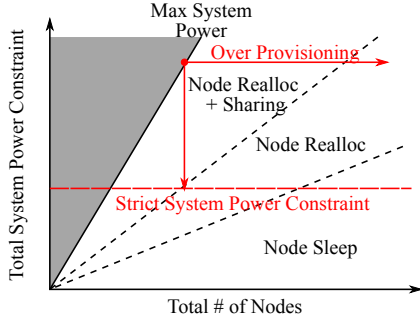 Max System
Power
Over Provisioning
Node Realloc
+ Sharing
Node Realloc
Strict System Power Constraint
Node Sleep
Total System Power Constraint
Total # of Nodes